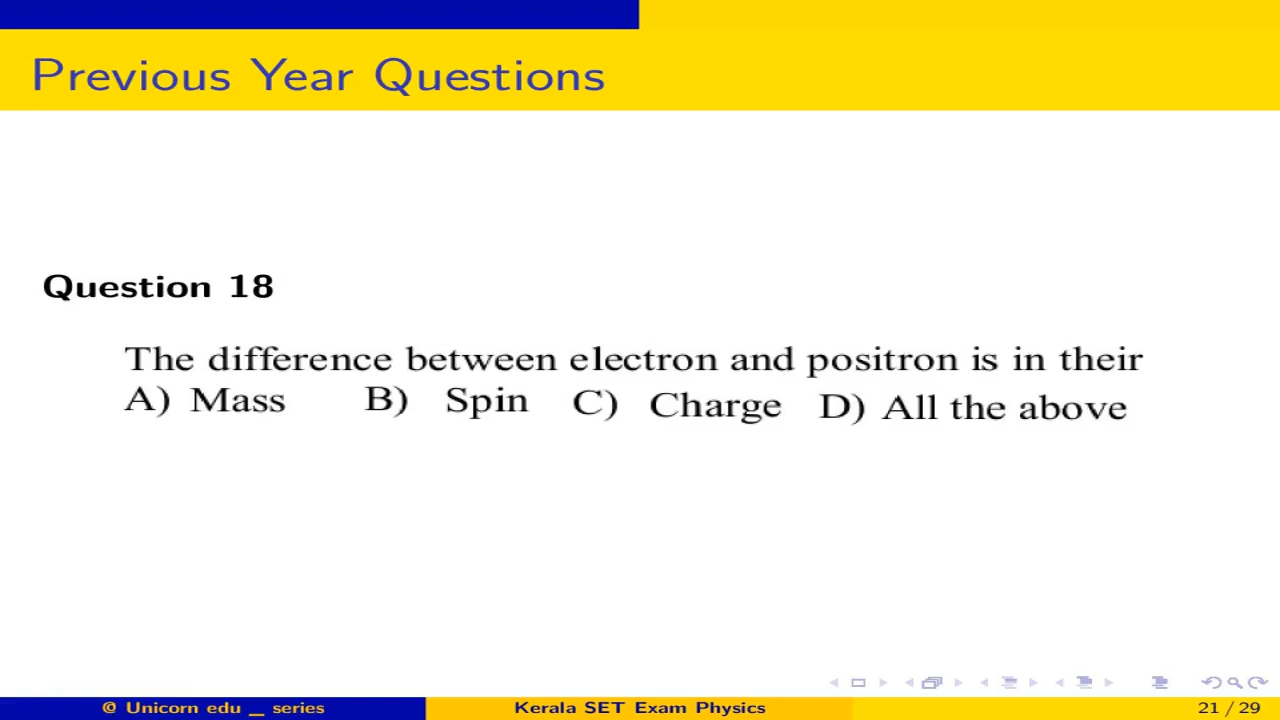 Previous Year Questions
Question 18
The difference between electron and positron is in their
A) Mass B) Spin C) Charge D) All the above
@ Unicorn edu _ series Kerala SET Exam Physics 21 / 29